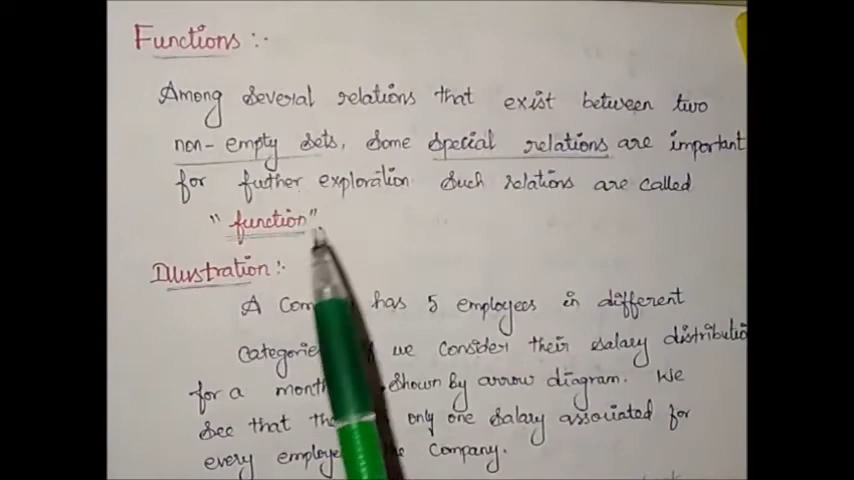 Functions :-
Among several relations that exist between two
non-empty sets, some special relations are important
for further exploration. Such relations are called
"function"
Illustration :-
A Com has 5 employees in different
Categorie we consider their salary distributio
for a month shown by arrow diagram. We
see that th only one salary associated for
every employe company.